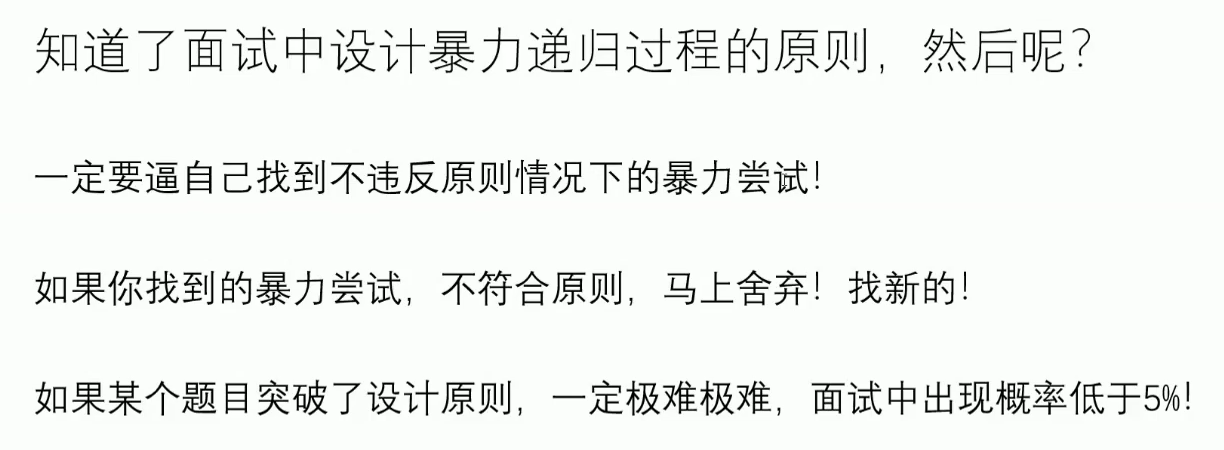 知道了面试中设计暴力递归过程的原则，然后呢？
一定要逼自己找到不违反原则情况下的暴力尝试！
如果你找到的暴力尝试，不符合原则，马上舍弃！找新的！
如果某个题目突破了设计原则，一定极难极难，面试中出现概率低于5%！